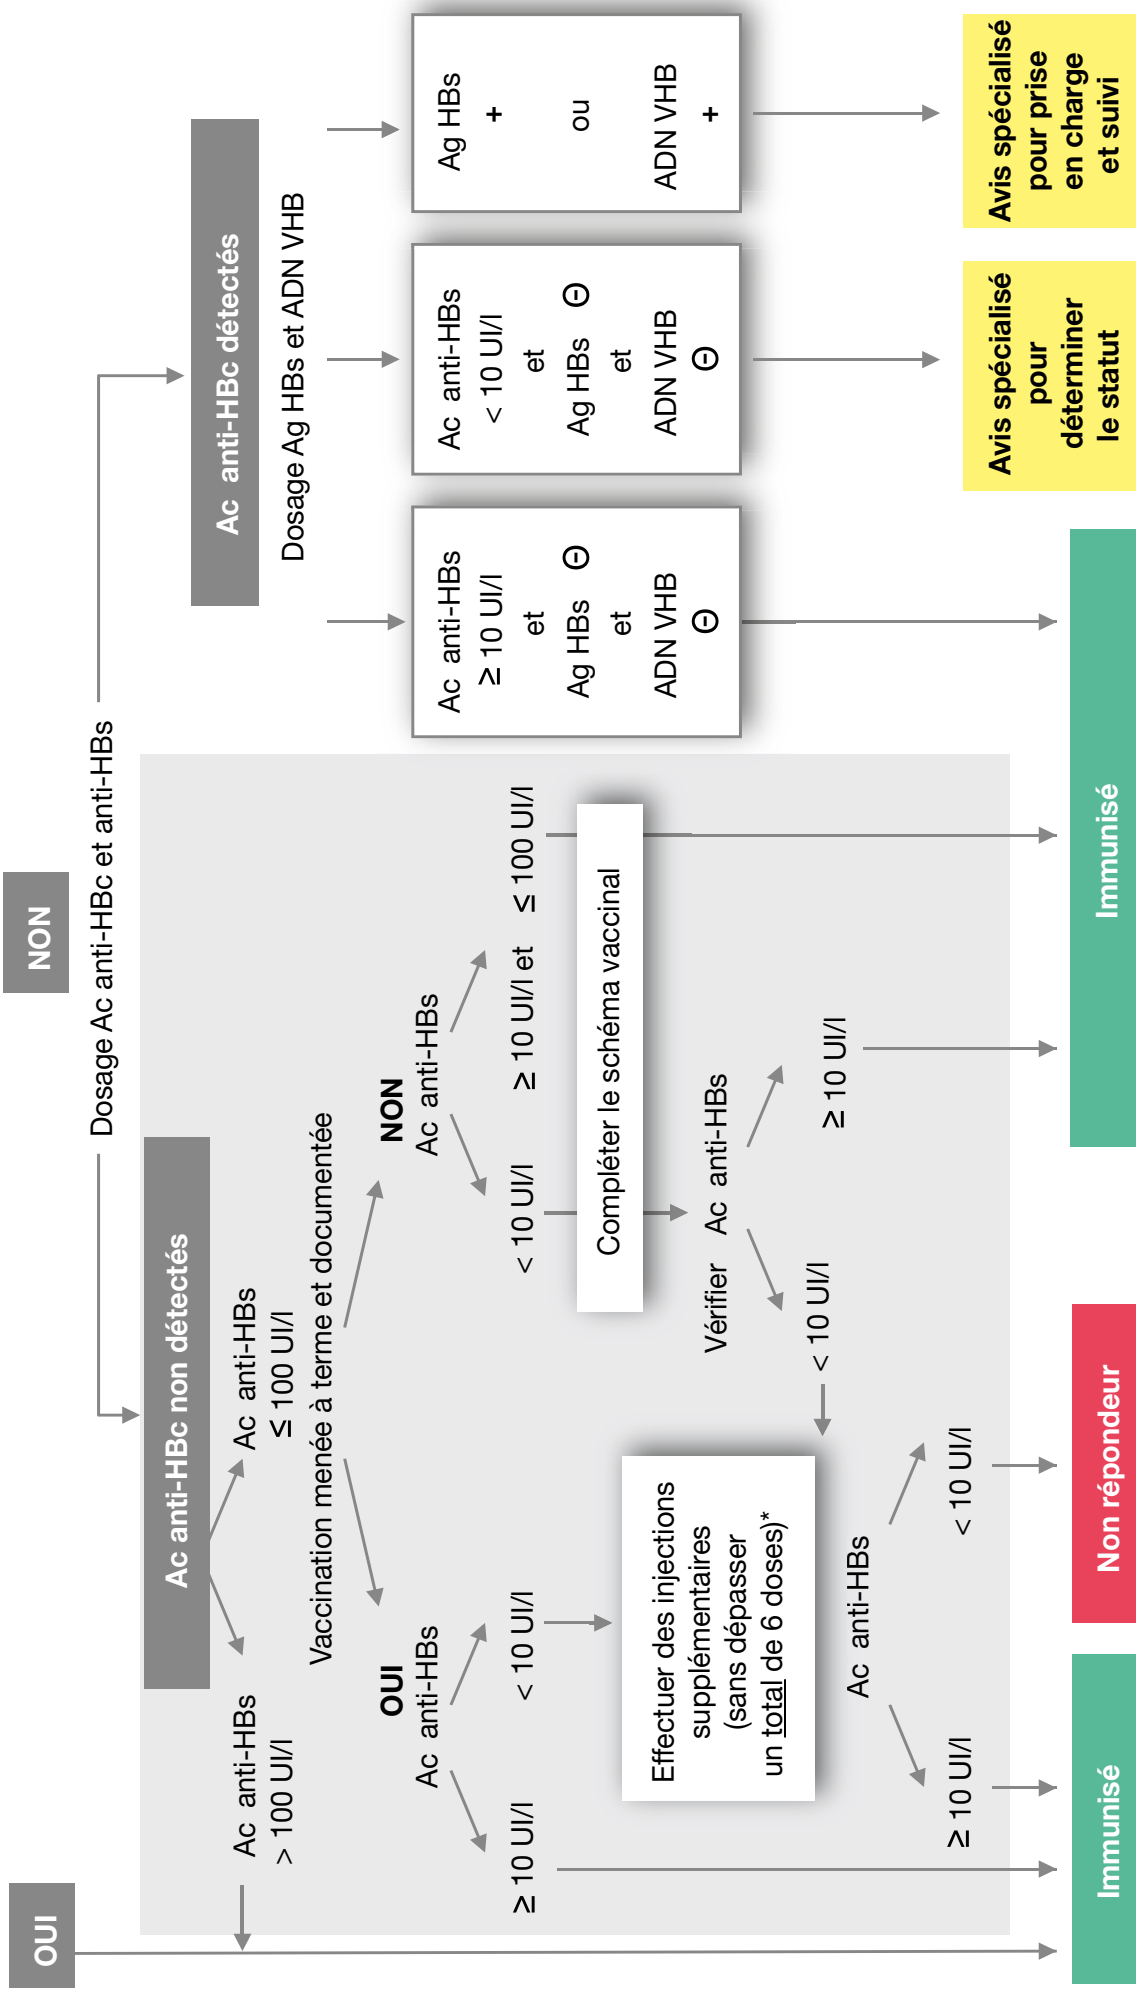 OUI
NON
Dosage Ac anti-HBc et anti-HBs
Ac anti-HBc non détectés
Ac anti-HBc détectés
Ac anti-HBs
> 100 UI/l
Ac anti-HBs
≤ 100 UI/l
Vaccination menée à terme et documentée
OUI
Ac anti-HBs
NON
Ac anti-HBs
≥ 10 UI/l
< 10 UI/l
< 10 UI/l
≥ 10 UI/l et ≤ 100 UI/l
Compléter le schéma vaccinal
Effectuer des injections
supplémentaires
(sans dépasser
un total de 6 doses)*
Vérifier Ac anti-HBs
< 10 UI/l
≥ 10 UI/l
Ac anti-HBs
≥ 10 UI/l
< 10 UI/l
Dosage Ag HBs et ADN VHB
Ac anti-HBs
≥ 10 UI/l
et
Ag HBs ⊖
et
ADN VHB
⊖
Ac anti-HBs
< 10 UI/l
et
Ag HBs ⊖
et
ADN VHB
⊖
Ag HBs
+
ou
ADN VHB
+
Immunisé
Non répondeur
Immunisé
Avis spécialisé
pour
déterminer
le statut
Avis spécialisé
pour prise
en charge
et suivi